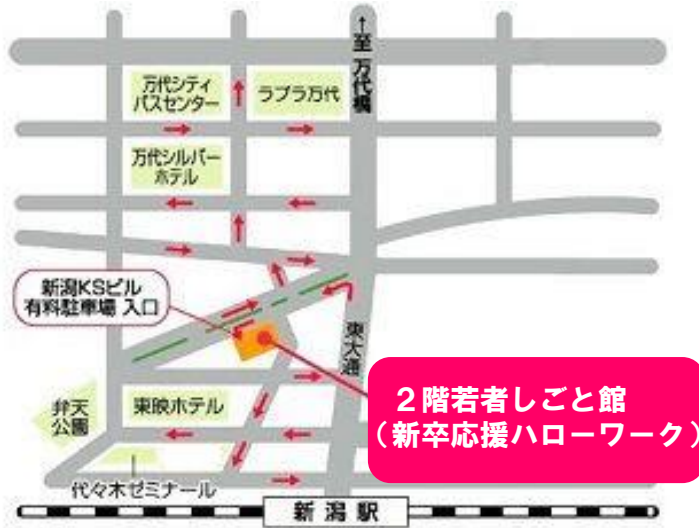 ↑至 万代橋
万代シティ
バスセンター
ラブラ万代
万代シルバー
ホテル
新潟KSビル
有料駐車場 入口
東大通
2階若者しごと館
(新卒応援ハローワーク)
弁天
公園
東映ホテル
代々木ゼミナール
新潟駅